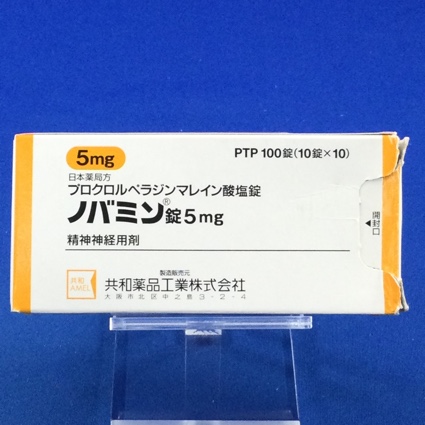 5mg
PTP 100錠(10錠×10)
日本薬局方
プロクロルペラジンマレイン酸塩錠
ノバミン®錠5mg
精神神経用剤
開封口
共和
AMEL
製造販売元
共和薬品工業株式会社
大阪市北区中之島3-2-4